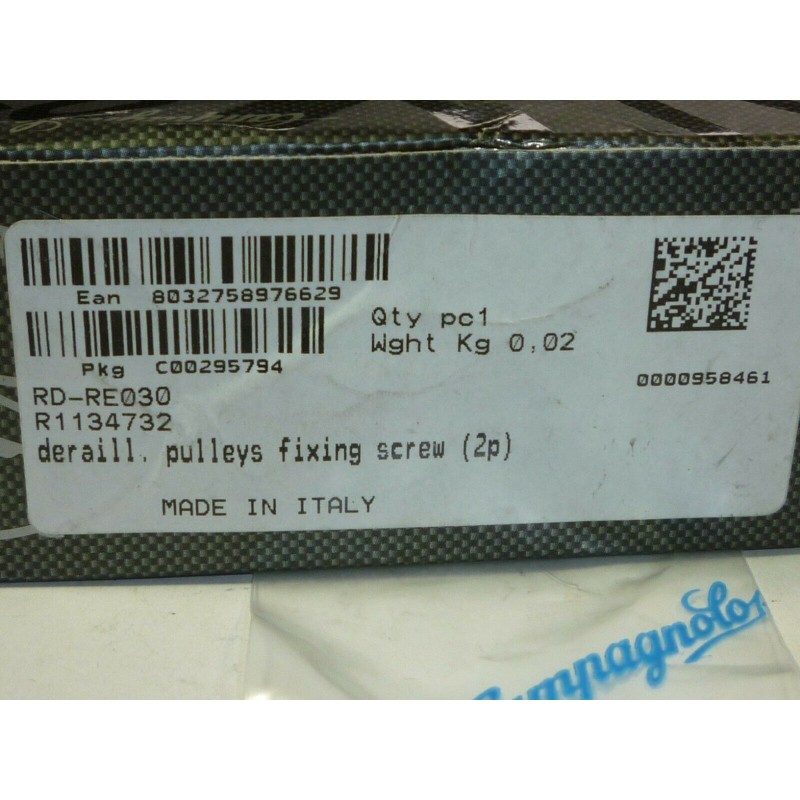 Ean 8032758976629
Pkg C00295794
Qty pc1
Wght Kg 0,02
0000958461
RD-RE030
R1134732
deraill. pulleys fixing screw (2p)
MADE IN ITALY
Campagnolo